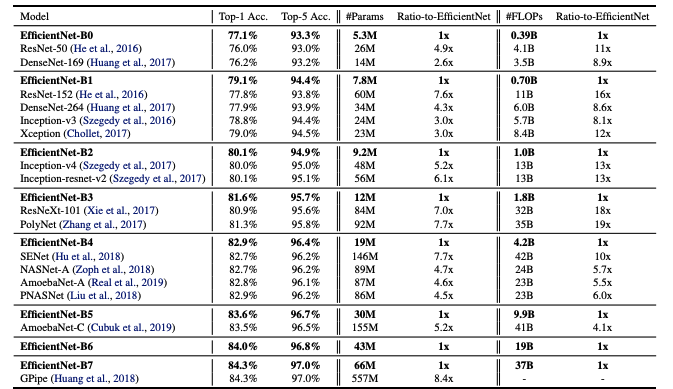 Model Top-1 Acc. Top-5 Acc. #Params Ratio-to-EfficientNet #FLOPs Ratio-to-EfficientNet
EfficientNet-B0 77.1% 93.3% 5.3M 1x 0.39B 1x
ResNet-50 (He et al., 2016) 76.0% 93.0% 26M 4.9x 4.1B 11x
DenseNet-169 (Huang et al., 2017) 76.2% 93.2% 14M 2.6x 3.5B 8.9x
EfficientNet-B1 79.1% 94.4% 7.8M 1x 0.70B 1x
ResNet-152 (He et al., 2016) 77.8% 93.8% 60M 7.6x 11B 16x
DenseNet-264 (Huang et al., 2017) 77.9% 93.9% 34M 4.3x 6.0B 8.6x
Inception-v3 (Szegedy et al., 2016) 78.8% 94.4% 24M 3.0x 5.7B 8.1x
Xception (Chollet, 2017) 79.0% 94.5% 23M 3.0x 8.4B 12x
EfficientNet-B2 80.1% 94.9% 9.2M 1x 1.0B 1x
Inception-v4 (Szegedy et al., 2017) 80.0% 95.0% 48M 5.2x 13B 13x
Inception-resnet-v2 (Szegedy et al., 2017) 80.1% 95.1% 56M 6.1x 13B 13x
EfficientNet-B3 81.6% 95.7% 12M 1x 1.8B 1x
ResNeXt-101 (Xie et al., 2017) 80.9% 95.6% 84M 7.0x 32B 18x
PolyNet (Zhang et al., 2017) 81.3% 95.8% 92M 7.7x 35B 19x
EfficientNet-B4 82.9% 96.4% 19M 1x 4.2B 1x
SENet (Hu et al., 2018) 82.7% 96.2% 146M 7.7x 42B 10x
NASNet-A (Zoph et al., 2018) 82.7% 96.2% 89M 4.7x 24B 5.7x
AmoebaNet-A (Real et al., 2019) 82.8% 96.1% 87M 4.6x 23B 5.5x
PNASNet (Liu et al., 2018) 82.9% 96.2% 86M 4.5x 23B 6.0x
EfficientNet-B5 83.6% 96.7% 30M 1x 9.9B 1x
AmoebaNet-C (Cubuk et al., 2019) 83.5% 96.5% 155M 5.2x 41B 4.1x
EfficientNet-B6 84.0% 96.8% 43M 1x 19B 1x
EfficientNet-B7 84.3% 97.0% 66M 1x 37B 1x
GPipe (Huang et al., 2018) 84.3% 97.0% 557M 8.4x - -